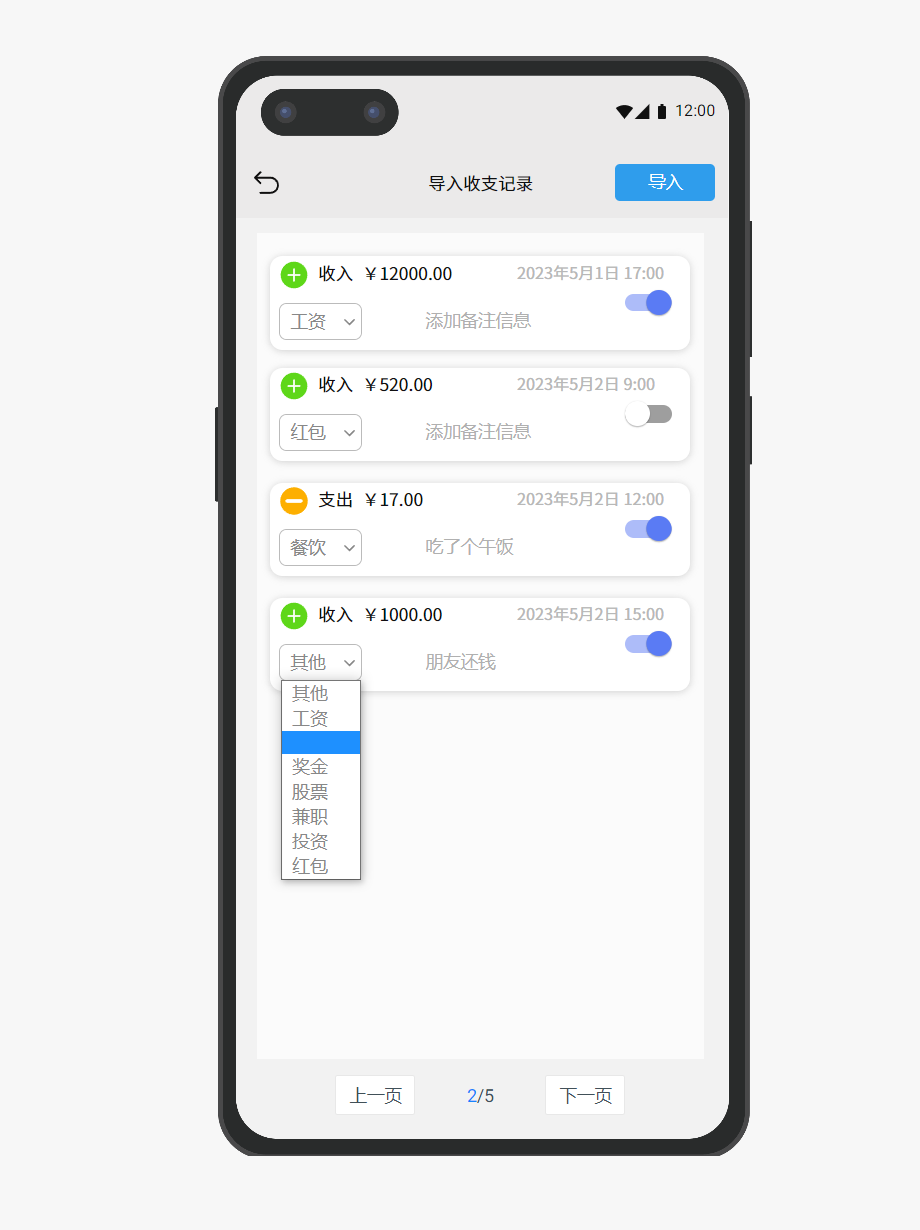 12:00
导入收支记录 导入
收入 ￥12000.00 2023年5月1日 17:00
工资 添加备注信息
收入 ￥520.00 2023年5月2日 9:00
红包 添加备注信息
支出 ￥17.00 2023年5月2日 12:00
餐饮 吃了个午饭
收入 ￥1000.00 2023年5月2日 15:00
其他 朋友还钱
其他
工资
奖金
股票
兼职
投资
红包
上一页 2/5 下一页